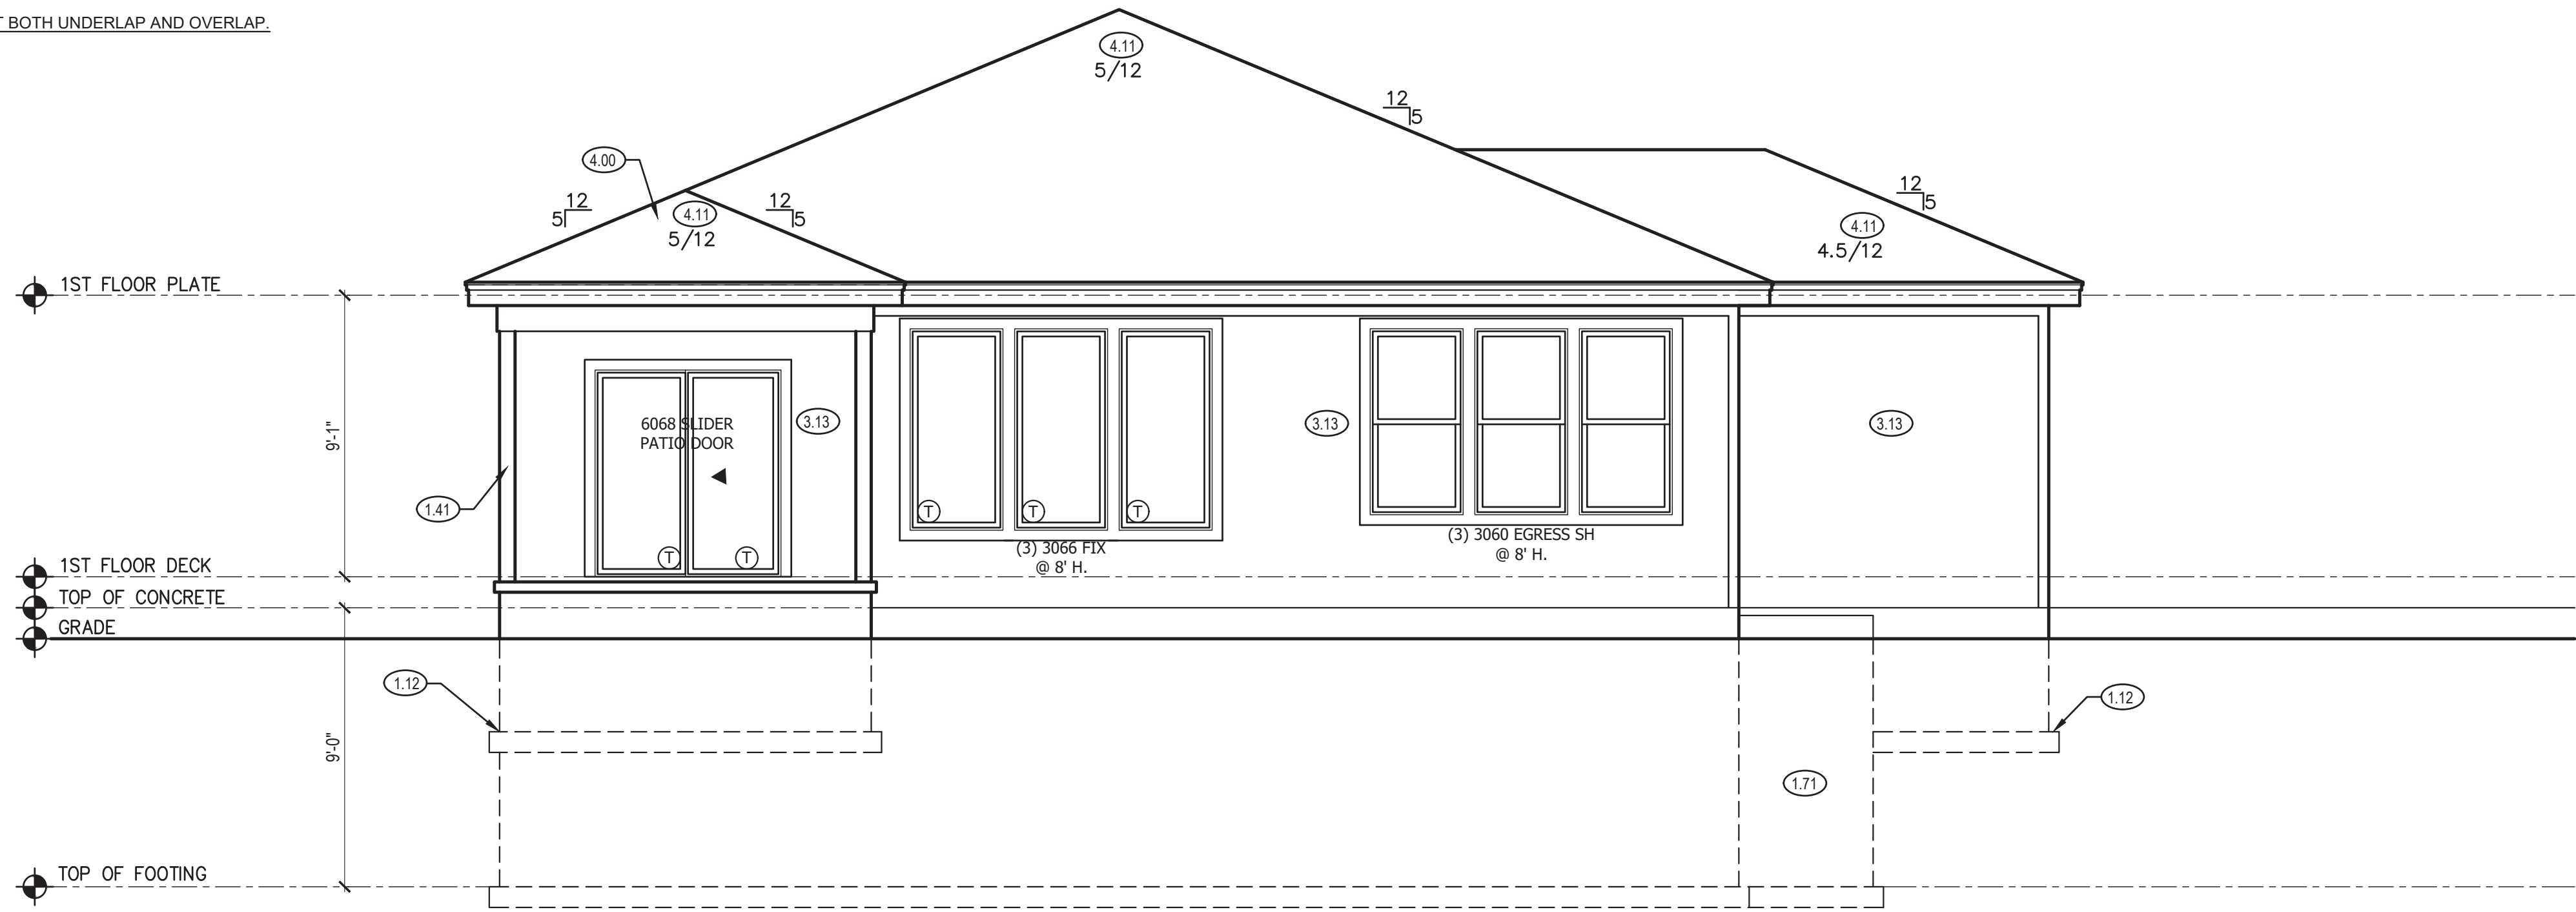 T BOTH UNDERLAP AND OVERLAP.
4.11
5/12
12
5
4.00
12
5
4.11
5/12
12
5
12
5
4.11
4.5/12
1ST FLOOR PLATE
9'-1"
6068 SLIDER
PATIO DOOR
3.13
3.13
3.13
1.41
T
T
T
T
T
(3) 3066 FIX
@ 8' H.
(3) 3060 EGRESS SH
@ 8' H.
1ST FLOOR DECK
TOP OF CONCRETE
GRADE
1.12
1.12
9'-0"
1.71
TOP OF FOOTING